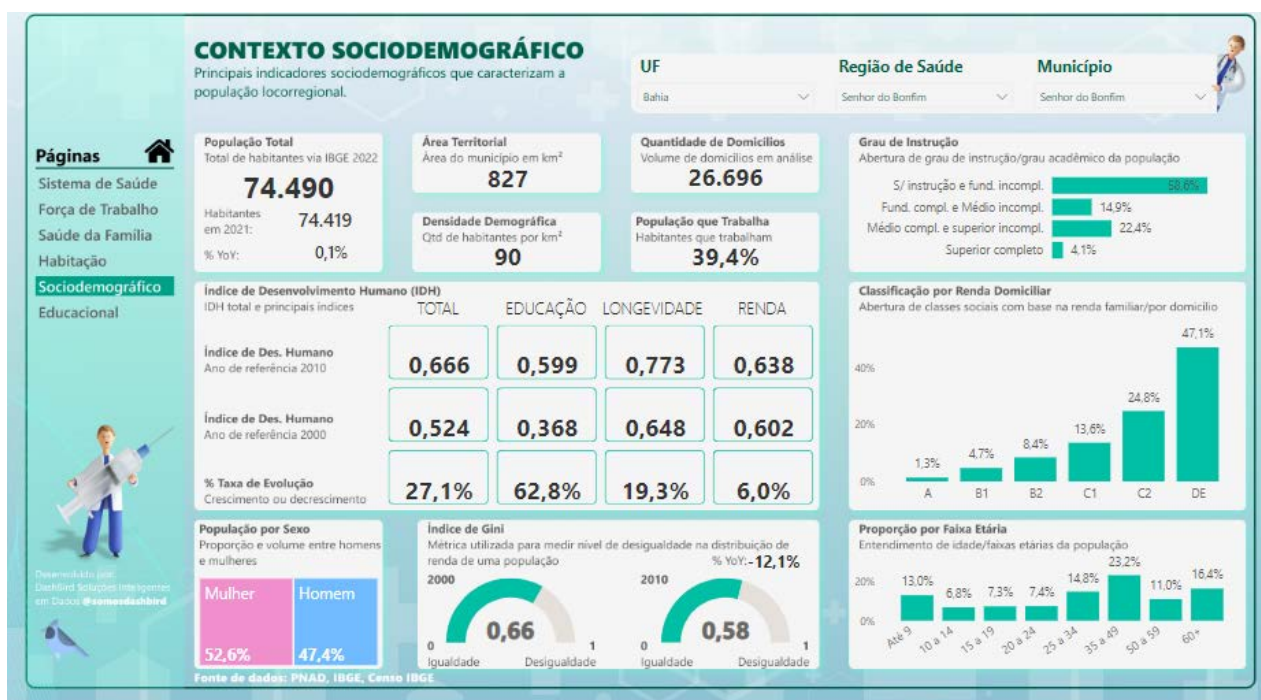 CONTEXTO SOCIODEMOGRÁFICO
Principais indicadores sociodemográficos que caracterizam a
população locorregional.
UF
Bahia
Região de Saúde
Senhor do Bonfim
Município
Senhor do Bonfim
Páginas
Sistema de Saúde
Força de Trabalho
Saúde da Família
Habitação
Sociodemográfico
Educacional
Desenvolvido por:
DashBird Soluções Inteligentes
em Dados @somosdashbird
População Total
Total de habitantes via IBGE 2022
74.490
Habitantes
em 2021:
74.419
% YoY:
0,1%
Área Territorial
Área do município em km²
827
Densidade Demográfica
Qtd de habitantes por km²
90
Quantidade de Domicílios
Volume de domicílios em análise
26.696
População que Trabalha
Habitantes que trabalham
39,4%
Grau de Instrução
Abertura de grau de instrução/grau acadêmico da população
S/ instrução e fund. incompl.
58,6%
Fund. compl. e Médio incompl.
14,9%
Médio compl. e superior incompl.
22,4%
Superior completo
4,1%
Índice de Desenvolvimento Humano (IDH)
IDH total e principais índices
TOTAL EDUCAÇÃO LONGEVIDADE RENDA
Índice de Des. Humano
Ano de referência 2010
0,666 0,599 0,773 0,638
Índice de Des. Humano
Ano de referência 2000
0,524 0,368 0,648 0,602
% Taxa de Evolução
Crescimento ou decrescimento
27,1% 62,8% 19,3% 6,0%
Classificação por Renda Domiciliar
Abertura de classes sociais com base na renda familiar/por domicílio
40%
20%
0%
1,3% 4,7% 8,4% 13,6% 24,8% 47,1%
A B1 B2 C1 C2 DE
População por Sexo
Proporção e volume entre homens
e mulheres
Mulher Homem
52,6% 47,4%
Índice de Gini
Métrica utilizada para medir nível de desigualdade na distribuição de
renda de uma população
% YoY:-12,1%
2000
0,66
0 1
Igualdade Desigualdade
2010
0,58
0 1
Igualdade Desigualdade
Proporção por Faixa Etária
Entendimento de idade/faixas etárias da população
20%
0%
13,0% 6,8% 7,3% 7,4% 14,8% 23,2% 11,0% 16,4%
Até 9 10 a 14 15 a 19 20 a 24 25 a 34 35 a 49 50 a 59 60+
Fonte de dados: PNAD, IBGE, Censo IBGE